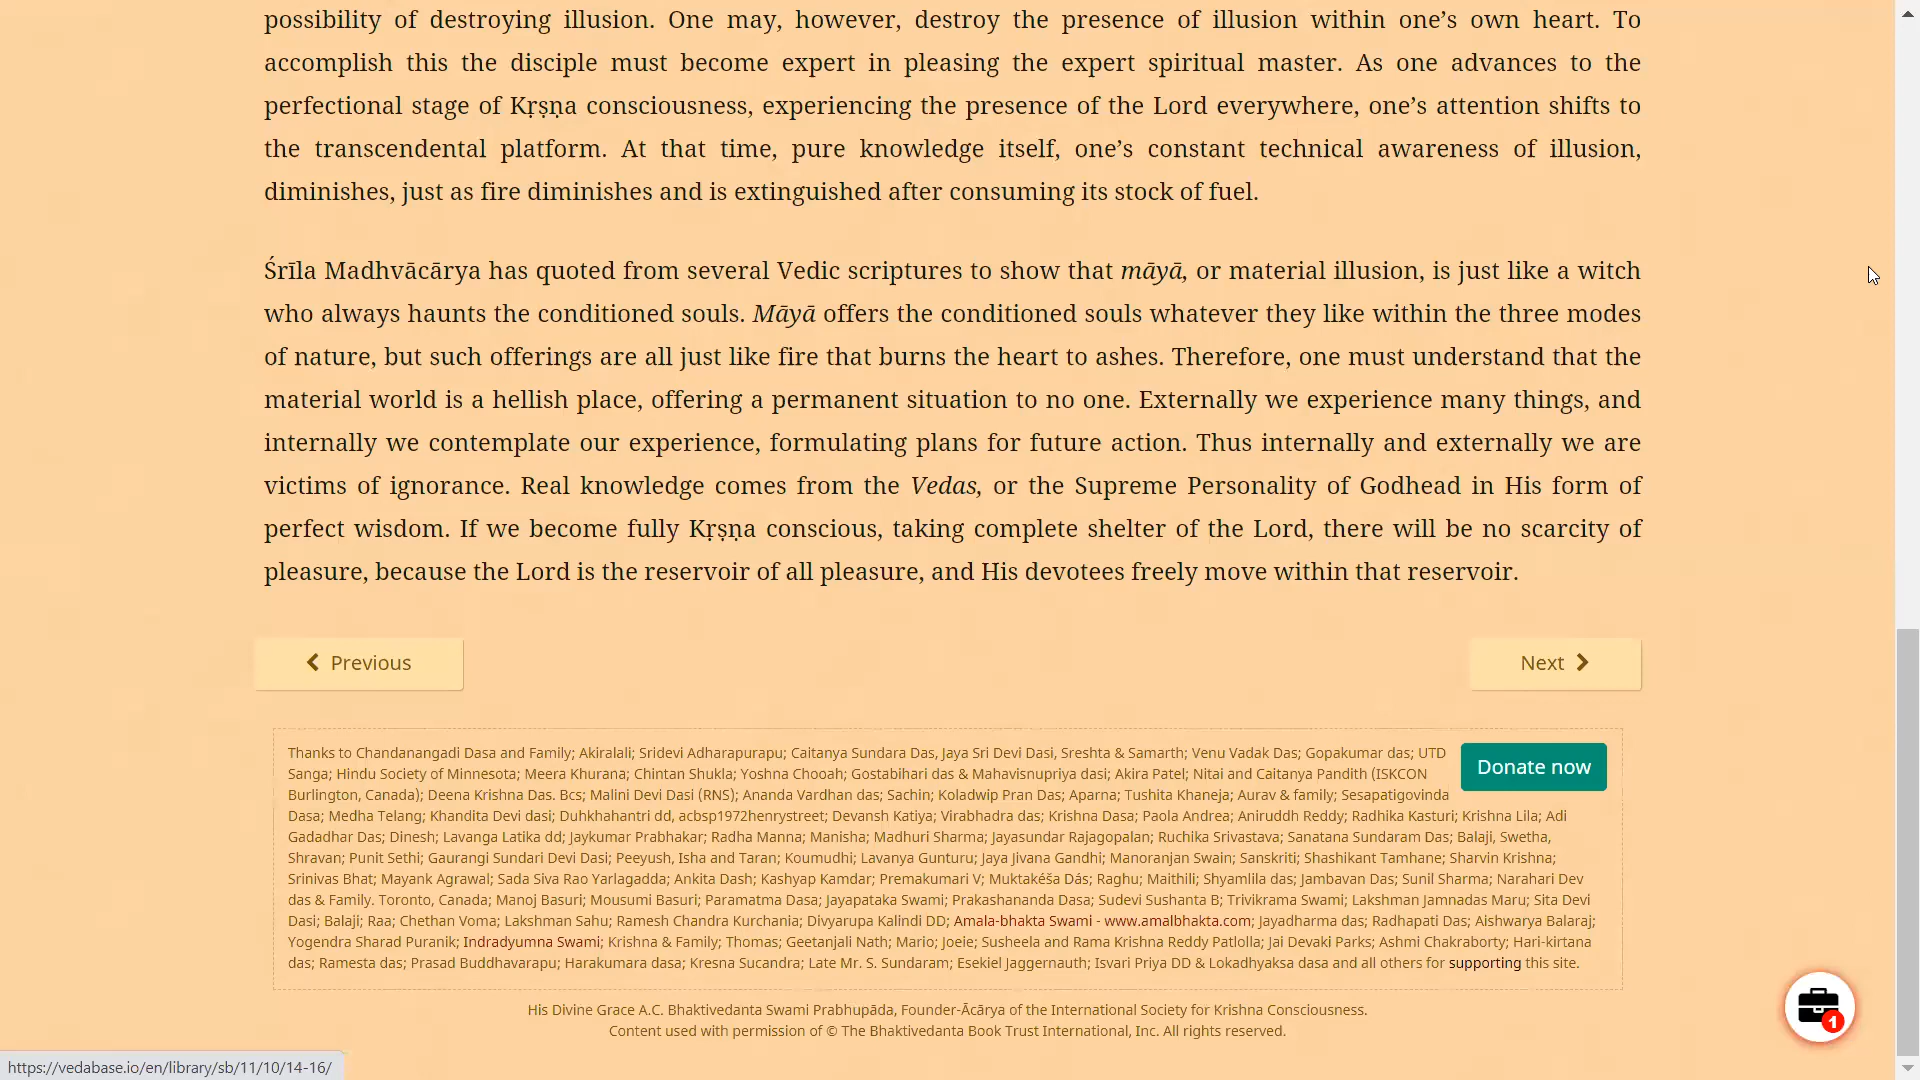 possibility of destroying illusion. One may, however, destroy the presence of illusion within one’s own heart. To
accomplish this the disciple must become expert in pleasing the expert spiritual master. As one advances to the
perfectional stage of Kṛṣṇa consciousness, experiencing the presence of the Lord everywhere, one’s attention shifts to
the transcendental platform. At that time, pure knowledge itself, one’s constant technical awareness of illusion,
diminishes, just as fire diminishes and is extinguished after consuming its stock of fuel.
Śrīla Madhvācārya has quoted from several Vedic scriptures to show that māyā, or material illusion, is just like a witch
who always haunts the conditioned souls. Māyā offers the conditioned souls whatever they like within the three modes
of nature, but such offerings are all just like fire that burns the heart to ashes. Therefore, one must understand that the
material world is a hellish place, offering a permanent situation to no one. Externally we experience many things, and
internally we contemplate our experience, formulating plans for future action. Thus internally and externally we are
victims of ignorance. Real knowledge comes from the Vedas, or the Supreme Personality of Godhead in His form of
perfect wisdom. If we become fully Kṛṣṇa conscious, taking complete shelter of the Lord, there will be no scarcity of
pleasure, because the Lord is the reservoir of all pleasure, and His devotees freely move within that reservoir.
Previous
Next
Thanks to Chandanangadi Dasa and Family; Akiralali; Sridevi Adharapurapu; Caitanya Sundara Das, Jaya Sri Devi Dasi, Sreshta & Samarth; Venu Vadak Das; Gopakumar das; UTD
Donate now
Sanga; Hindu Society of Minnesota; Meera Khurana; Chintan Shukla; Yoshna Chooah; Gostabihari das & Mahavisnupriya dasi; Akira Patel; Nitai and Caitanya Pandith (ISKCON
Burlington, Canada); Deena Krishna Das. Bcs; Malini Devi Dasi (RNS); Ananda Vardhan das; Sachin; Koladwip Pran Das; Aparna; Tushita Khaneja; Aurav & family; Sesapatigovinda
Dasa; Medha Telang; Khandita Devi dasi; Duhkhahantri dd, acbsp1972henrystreet; Devansh Katiya; Virabhadra das; Krishna Dasa; Paola Andrea; Aniruddh Reddy; Radhika Kasturi; Krishna Lila; Adi
Gadadhar Das; Dinesh; Lavanga Latika dd; Jaykumar Prabhakar; Radha Manna; Manisha; Madhuri Sharma; Jayasundar Rajagopalan; Ruchika Srivastava; Sanatana Sundaram Das; Balaji, Swetha,
Shravan; Punit Sethi; Gaurangi Sundari Devi Dasi; Peeyush, Isha and Taran; Koumudhi; Lavanya Gunturu; Jaya Jivana Gandhi; Manoranjan Swain; Sanskriti; Shashikant Tamhane; Sharvin Krishna;
Srinivas Bhat; Mayank Agrawal; Sada Siva Rao Yarlagadda; Ankita Dash; Kashyap Kamdar; Premakumari V; Muktakéša Dás; Raghu; Maithili; Shyamlila das; Jambavan Das; Sunil Sharma; Narahari Dev
das & Family. Toronto, Canada; Manoj Basuri; Mousumi Basuri; Paramatma Dasa; Jayapataka Swami; Prakashananda Dasa; Sudevi Sushanta B; Trivikrama Swami; Lakshman Jamnadas Maru; Sita Devi
Dasi; Balaji; Raa; Chethan Voma; Lakshman Sahu; Ramesh Chandra Kurchania; Divyarupa Kalindi DD; Amala-bhakta Swami - www.amalbhakta.com; Jayadharma das; Radhapati Das; Aishwarya Balaraj;
Yogendra Sharad Puranik; Indradyumna Swami; Krishna & Family; Thomas; Geetanjali Nath; Mario; Joeie; Susheela and Rama Krishna Reddy Patlolla; Jai Devaki Parks; Ashmi Chakraborty; Hari-kirtana
das; Ramesta das; Prasad Buddhavarapu; Harakumara dasa; Kresna Sucandra; Late Mr. S. Sundaram; Esekiel Jaggernauth; Isvari Priya DD & Lokadhyaksa dasa and all others for supporting this site.
His Divine Grace A.C. Bhaktivedanta Swami Prabhupāda, Founder-Ācārya of the International Society for Krishna Consciousness.
Content used with permission of © The Bhaktivedanta Book Trust International, Inc. All rights reserved.
1
https://vedabase.io/en/library/sb/11/10/14-16/